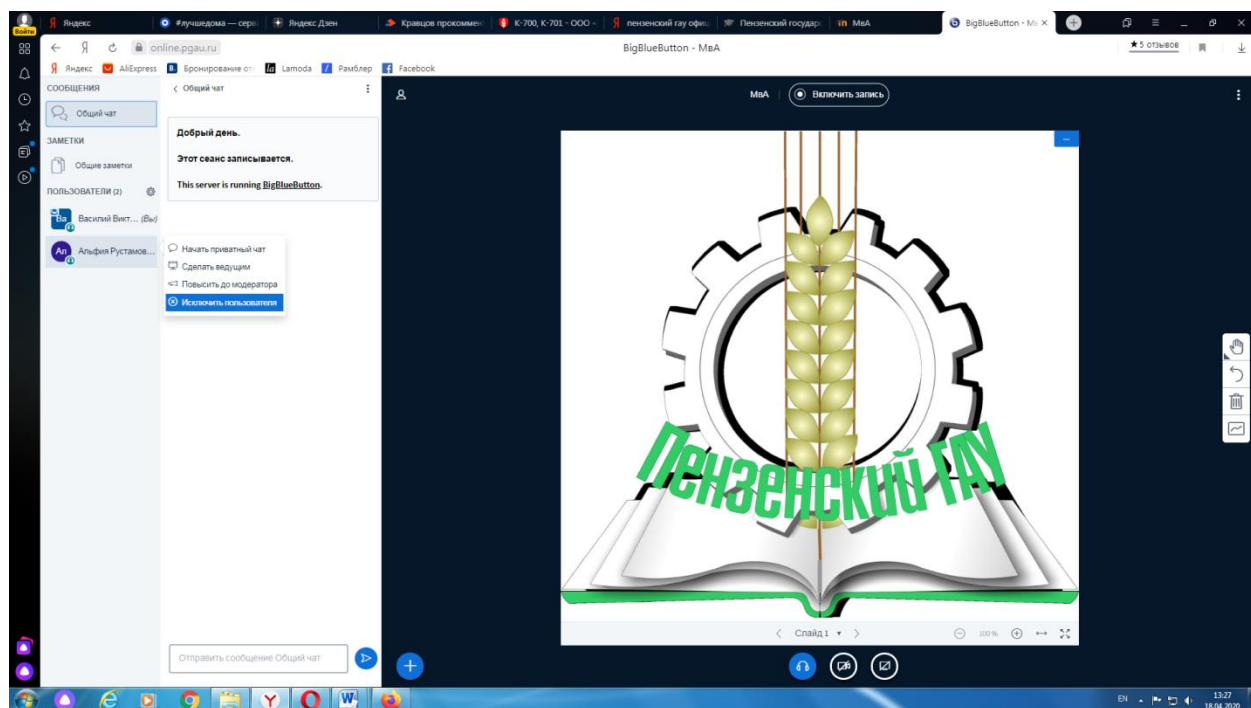 Войти
Яндекс
#лучшедома — серв
Яндекс Дзен
Кравцов прокоммен
К-700, К-701 - ООО «
пензенский гау офиц
Пензенский государс
МвА
BigBlueButton - Мв
online.pgau.ru
BigBlueButton - МвА
★5 отзывов
Яндекс
AliExpress
Бронирование от
Lamoda
Рамблер
Facebook
СООБЩЕНИЯ
Общий чат
ЗАМЕТКИ
Общие заметки
ПОЛЬЗОВАТЕЛИ (2)
Ва
Василий Викт... (Вы)
Ал
Альфия Рустамов...
Общий чат
Добрый день.
Этот сеанс записывается.
This server is running BigBlueButton.
Начать приватный чат
Сделать ведущим
Повысить до модератора
Исключить пользователя
Отправить сообщение Общий чат
МвА
Включить запись
Пензенский ГАУ
Слайд 1
100%
EN
13:27
18.04.2020